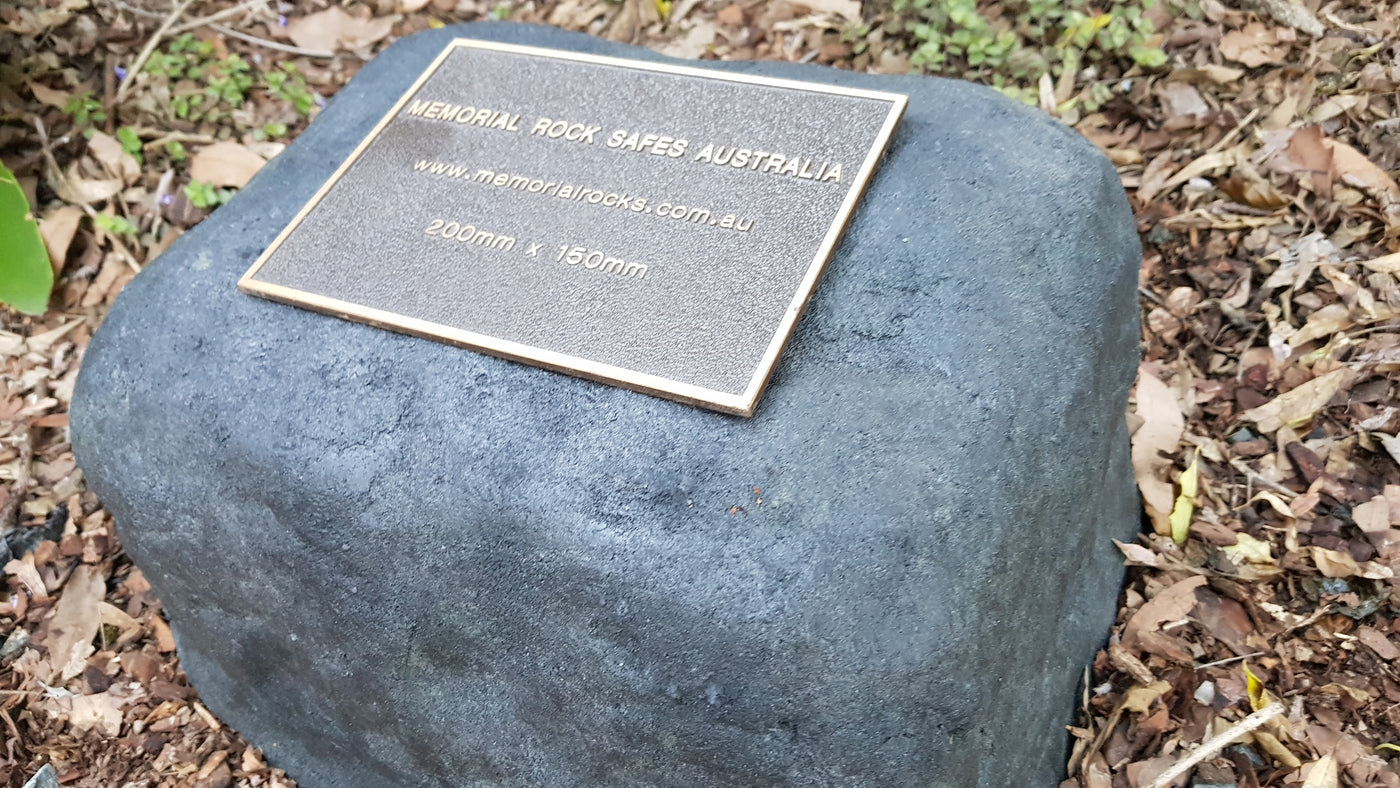 MEMORIAL ROCK SAFES AUSTRALIA
www.memorialrocks.com.au
200mm x 150mm